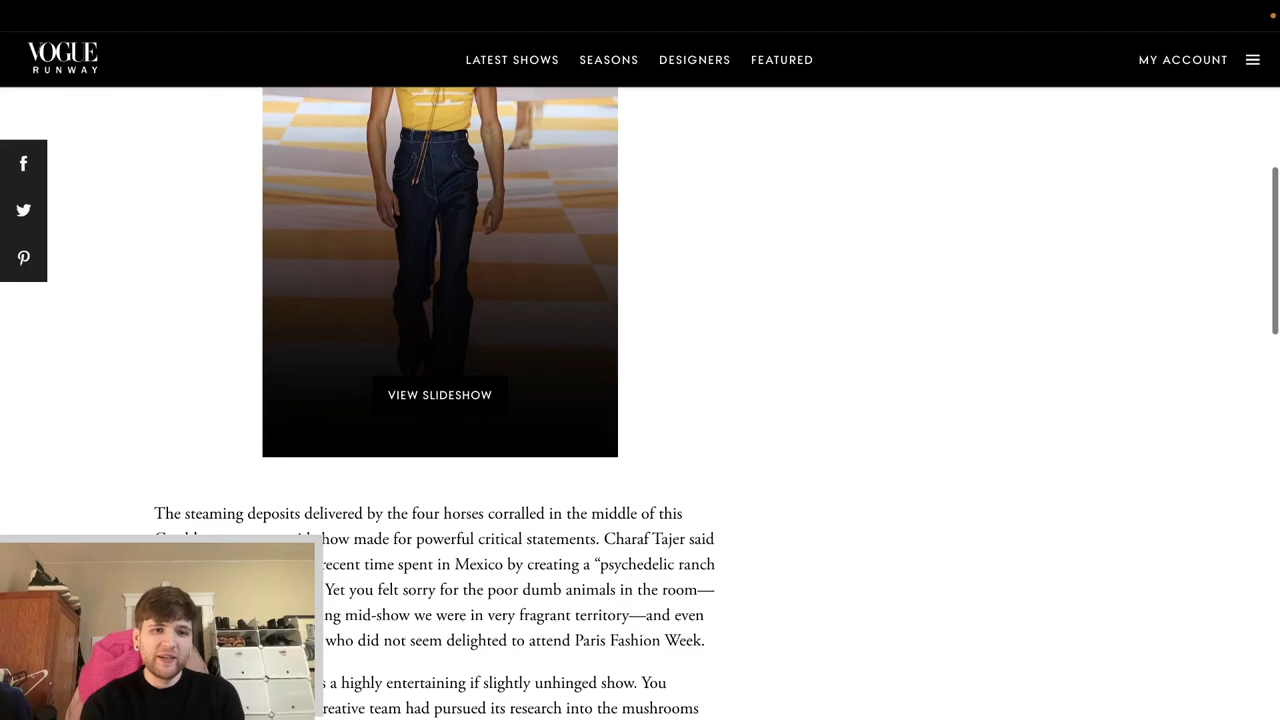 VOGUE
RUNWAY
LATEST SHOWS SEASONS DESIGNERS FEATURED
MY ACCOUNT
VIEW SLIDESHOW
The steaming deposits delivered by the four horses corralled in the middle of this
show made for powerful critical statements. Charaf Tajer said
recent time spent in Mexico by creating a “psychedelic ranch
Yet you felt sorry for the poor dumb animals in the room—
mid-show we were in very fragrant territory—and even
who did not seem delighted to attend Paris Fashion Week.
a highly entertaining if slightly unhinged show. You
creative team had pursued its research into the mushrooms